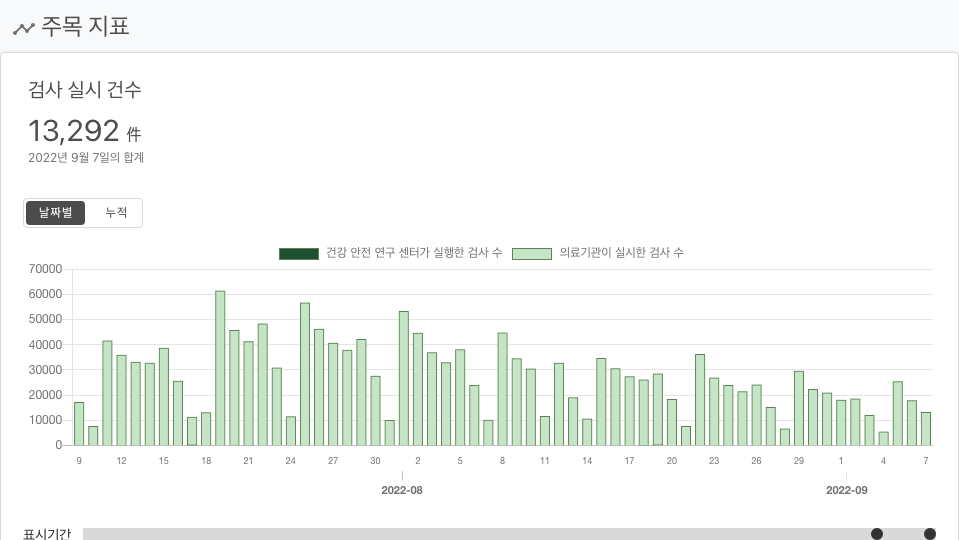 주목 지표
검사 실시 건수
13,292 件
2022년 9월 7일의 합계
날짜별 누적
건강 안전 연구 센터가 실행한 검사 수 의료기관이 실시한 검사 수
70000
60000
50000
40000
30000
20000
10000
0
9 12 15 18 21 24 27 30 2 5 8 11 14 17 20 23 26 29 1 4 7
2022-08 2022-09
표시기간